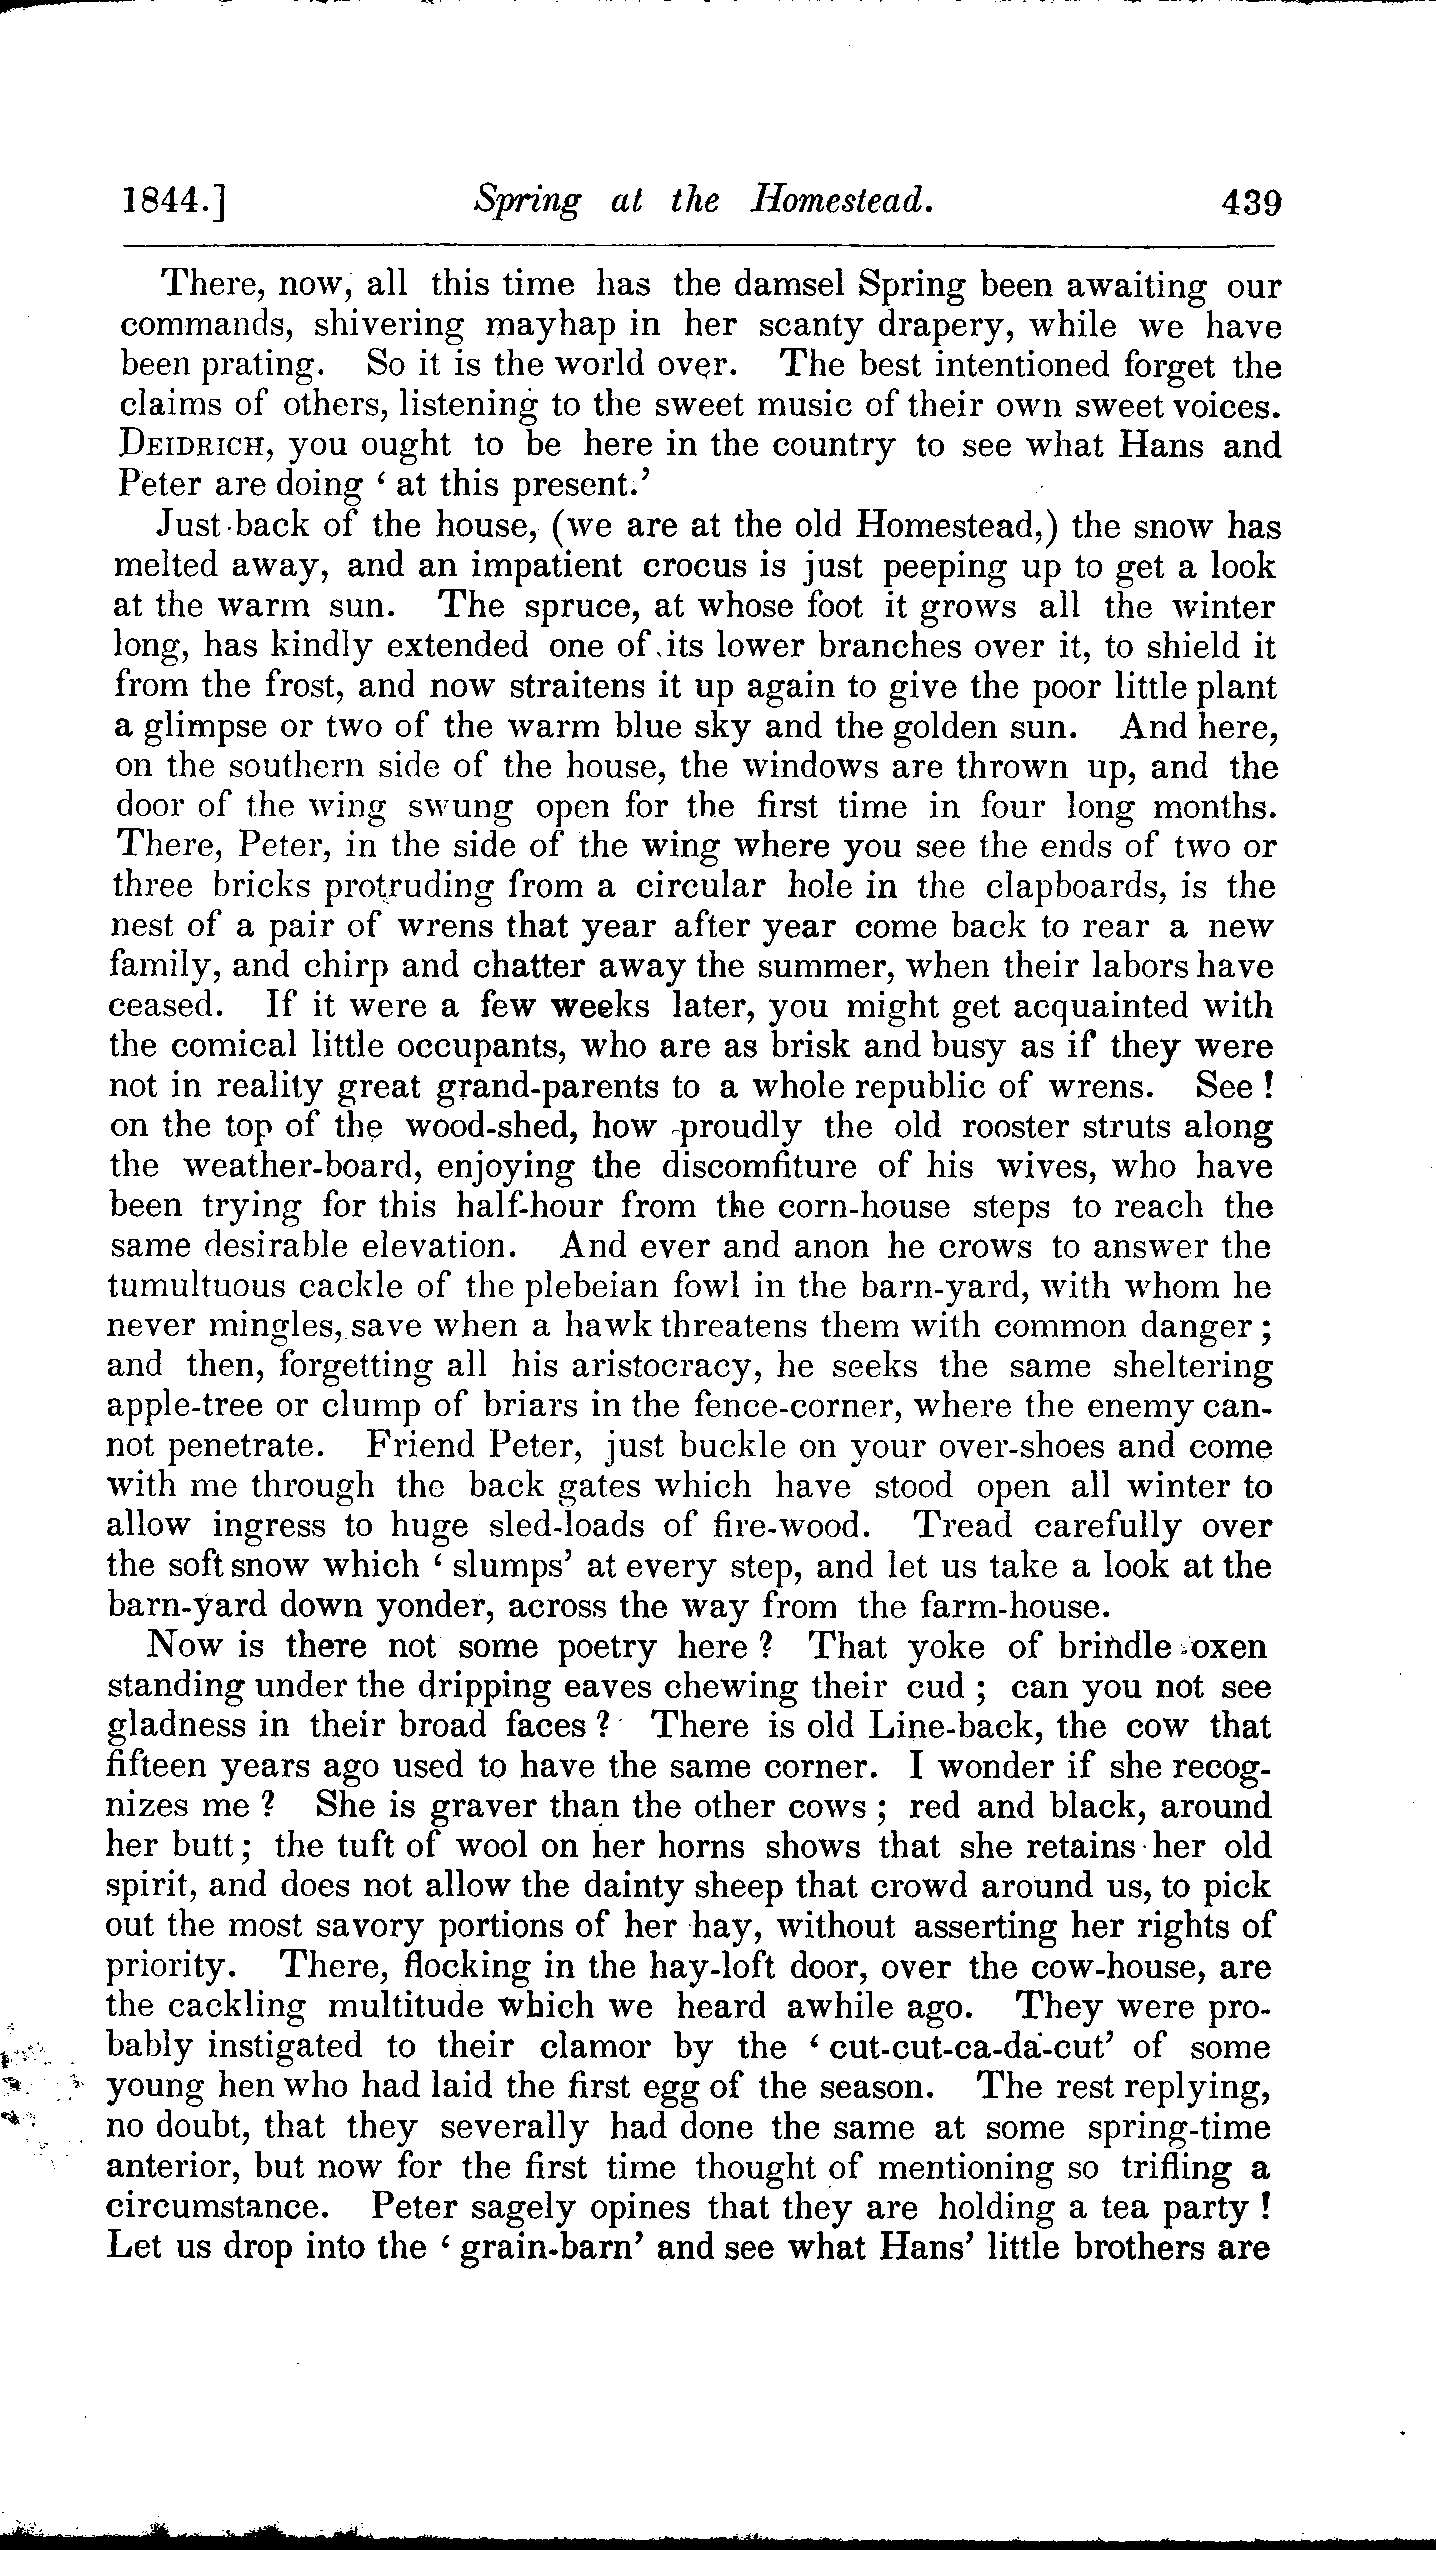 1844.] Spring at the Homestead. 439
There, now, all this time has the damsel Spring been awaiting our
commands, shivering mayhap in her scanty drapery, while we have
been prating. So it is the world over. The best intentioned forget the
claims of others, listening to the sweet music of their own sweet voices.
DEIDRICH, you ought to be here in the country to see what Hans and
Peter are doing ‘ at this present.’
Just back of the house, (we are at the old Homestead,) the snow has
melted away, and an impatient crocus is just peeping up to get a look
at the warm sun. The spruce, at whose foot it grows all the winter
long, has kindly extended one of its lower branches over it, to shield it
from the frost, and now straitens it up again to give the poor little plant
a glimpse or two of the warm blue sky and the golden sun. And here,
on the southern side of the house, the windows are thrown up, and the
door of the wing swung open for the first time in four long months.
There, Peter, in the side of the wing where you see the ends of two or
three bricks protruding from a circular hole in the clapboards, is the
nest of a pair of wrens that year after year come back to rear a new
family, and chirp and chatter away the summer, when their labors have
ceased. If it were a few weeks later, you might get acquainted with
the comical little occupants, who are as brisk and busy as if they were
not in reality great grand-parents to a whole republic of wrens. See !
on the top of the wood-shed, how proudly the old rooster struts along
the weather-board, enjoying the discomfiture of his wives, who have
been trying for this half-hour from the corn-house steps to reach the
same desirable elevation. And ever and anon he crows to answer the
tumultuous cackle of the plebeian fowl in the barn-yard, with whom he
never mingles, save when a hawk threatens them with common danger ;
and then, forgetting all his aristocracy, he seeks the same sheltering
apple-tree or clump of briars in the fence-corner, where the enemy can-
not penetrate. Friend Peter, just buckle on your over-shoes and come
with me through the back gates which have stood open all winter to
allow ingress to huge sled-loads of fire-wood. Tread carefully over
the soft snow which ‘ slumps’ at every step, and let us take a look at the
barn-yard down yonder, across the way from the farm-house.
Now is there not some poetry here ? That yoke of brindle oxen
standing under the dripping eaves chewing their cud ; can you not see
gladness in their broad faces ? There is old Line-back, the cow that
fifteen years ago used to have the same corner. I wonder if she recog-
nizes me ? She is graver than the other cows ; red and black, around
her butt ; the tuft of wool on her horns shows that she retains her old
spirit, and does not allow the dainty sheep that crowd around us, to pick
out the most savory portions of her hay, without asserting her rights of
priority. There, flocking in the hay-loft door, over the cow-house, are
the cackling multitude which we heard awhile ago. They were pro-
bably instigated to their clamor by the ‘ cut-cut-ca-da-cut’ of some
young hen who had laid the first egg of the season. The rest replying,
no doubt, that they severally had done the same at some spring-time
anterior, but now for the first time thought of mentioning so trifling a
circumstance. Peter sagely opines that they are holding a tea party !
Let us drop into the ‘ grain-barn’ and see what Hans’ little brothers are